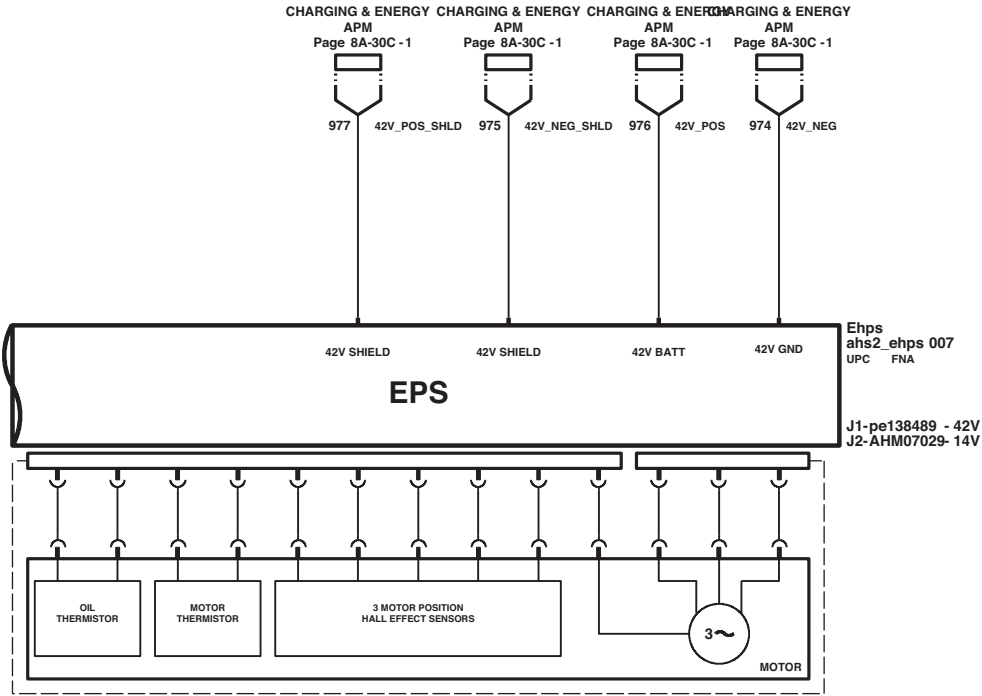 CHARGING & ENERGY
APM
Page 8A-30C -1
CHARGING & ENERGY
APM
Page 8A-30C -1
CHARGING & ENERGY
APM
Page 8A-30C -1
CHARGING & ENERGY
APM
Page 8A-30C -1
977 42V_POS_SHLD
975 42V_NEG_SHLD
976 42V_POS
974 42V_NEG
42V SHIELD
42V SHIELD
42V BATT
42V GND
EPS
Ehps
ahs2_ehps 007
UPC FNA
J1-pe138489 - 42V
J2-AHM07029- 14V
OIL
THERMISTOR
MOTOR
THERMISTOR
3 MOTOR POSITION
HALL EFFECT SENSORS
3~
MOTOR